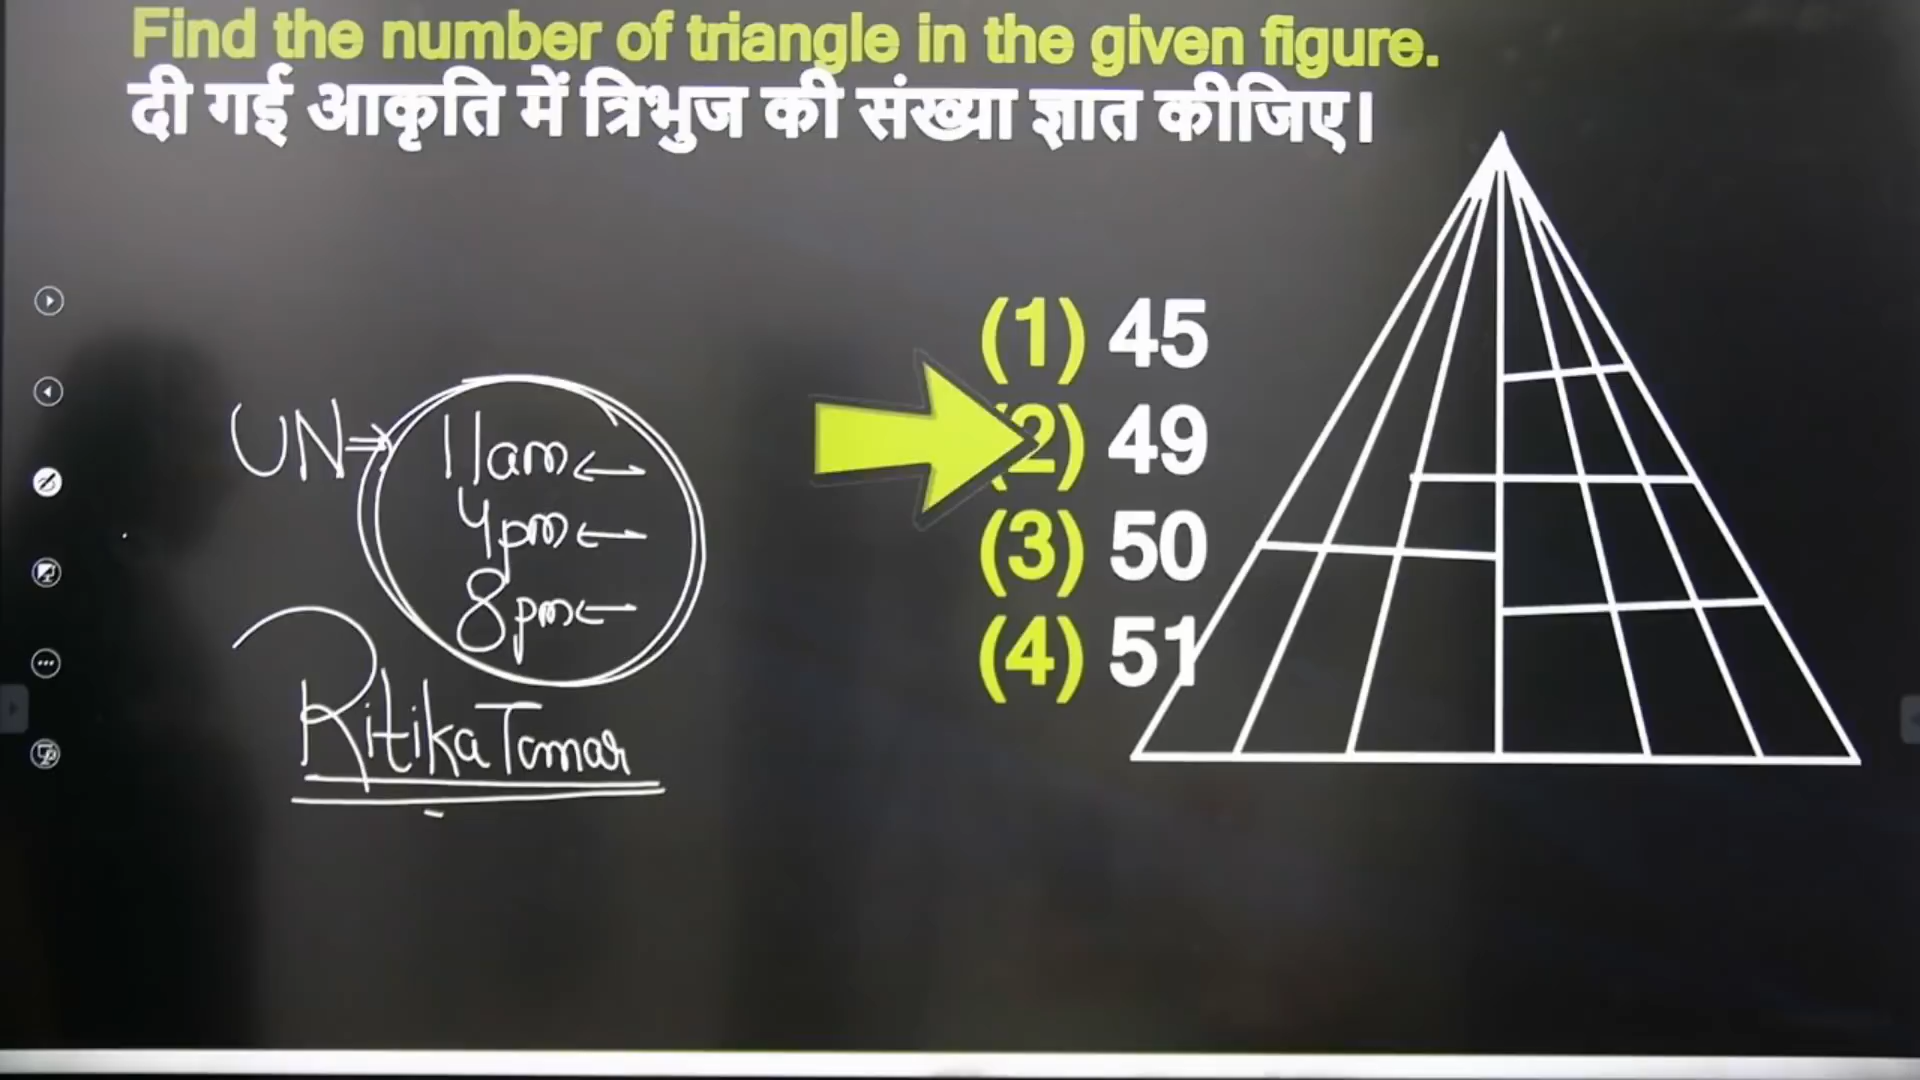 Find the number of triangle in the given figure.
दी गई आकृति में त्रिभुज की संख्या ज्ञात कीजिए।
(1) 45
(2) 49
(3) 50
(4) 51
UN⇒ 11am←
4pm←
8pm←
Ritika Tomar